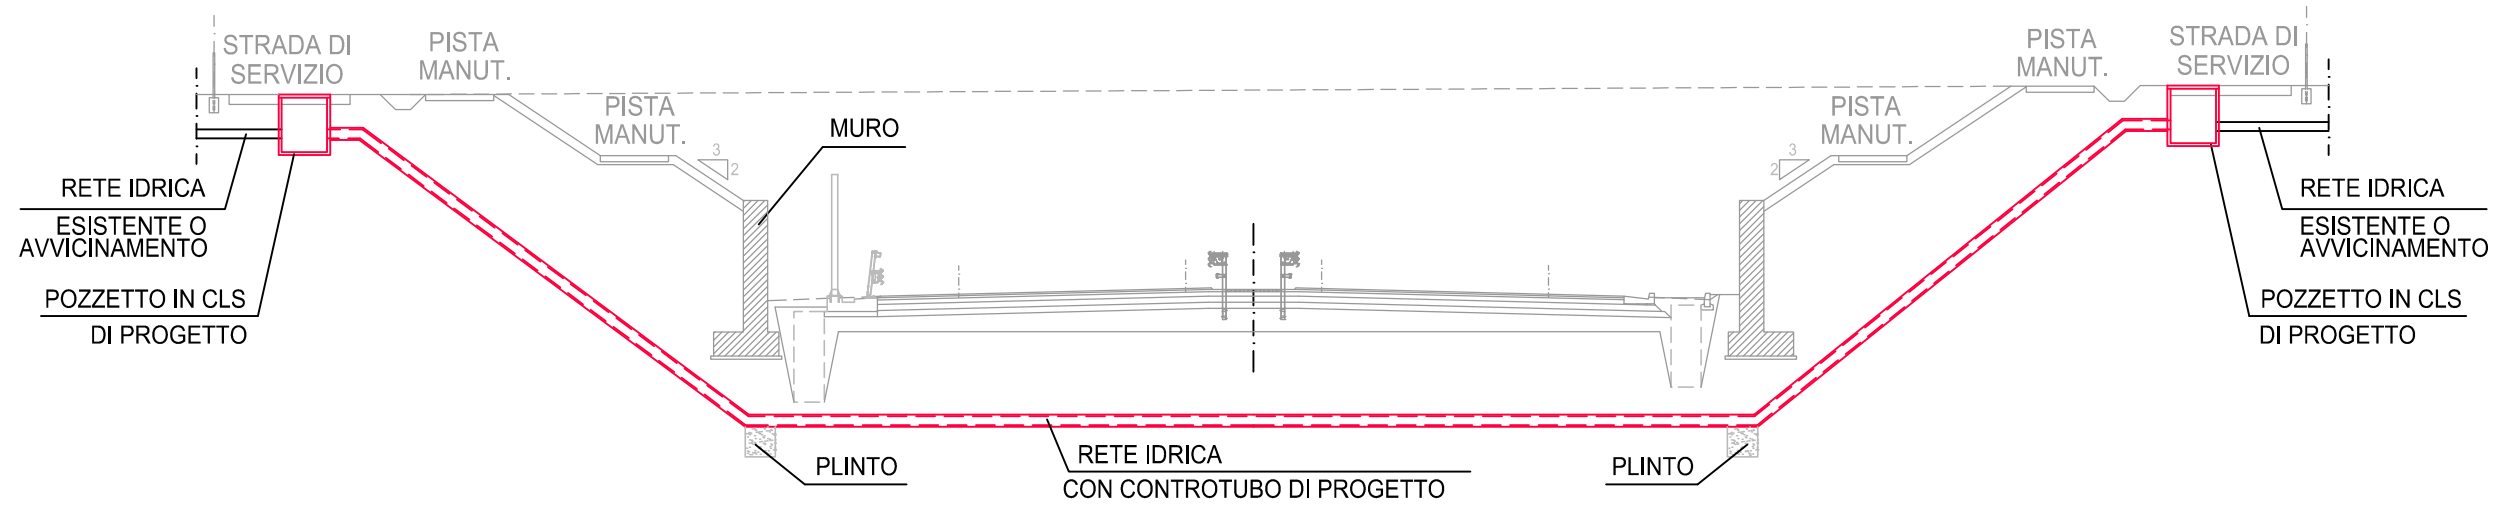 STRADA DI
SERVIZIO
PISTA
MANUT.
PISTA
MANUT.
3
2
MURO
RETE IDRICA
ESISTENTE O
AVVICINAMENTO
POZZETTO IN CLS
DI PROGETTO
PLINTO
RETE IDRICA
CON CONTROTUBO DI PROGETTO
PLINTO
3
2
PISTA
MANUT.
PISTA
MANUT.
STRADA DI
SERVIZIO
RETE IDRICA
ESISTENTE O
AVVICINAMENTO
POZZETTO IN CLS
DI PROGETTO